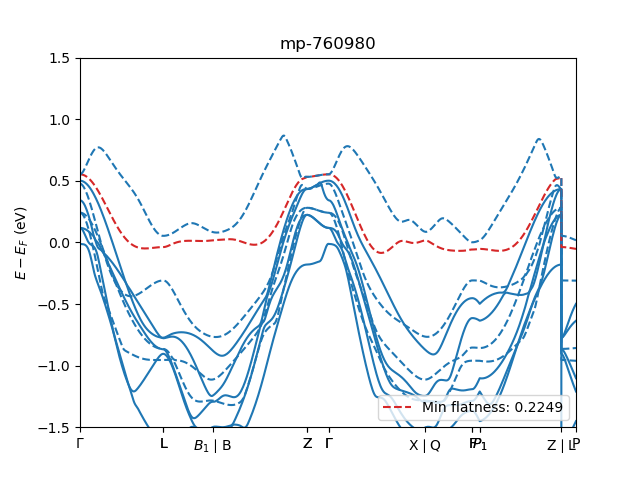 mp-760980
E − E_F (eV)
1.5
1.0
0.5
0.0
−0.5
−1.0
−1.5
Min flatness: 0.2249
Γ L B₁ | B Z Γ X | Q P₁ Z | L P